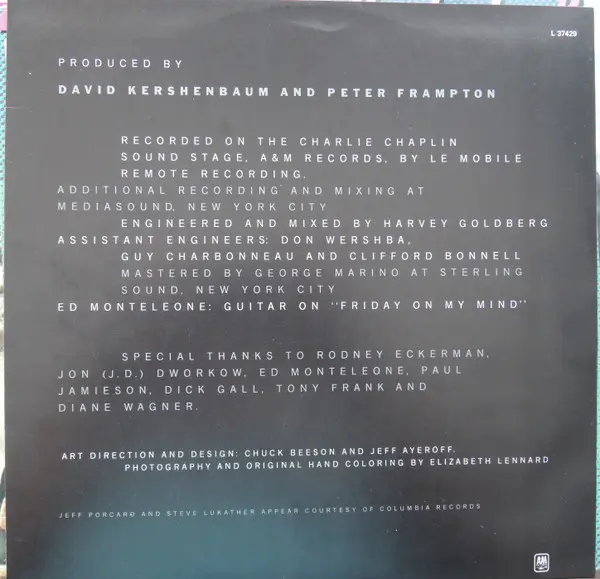 L 37429
PRODUCED BY
DAVID KERSHENBAUM AND PETER FRAMPTON
RECORDED ON THE CHARLIE CHAPLIN
SOUND STAGE, A&M RECORDS, BY LE MOBILE
REMOTE RECORDING.
ADDITIONAL RECORDING AND MIXING AT
MEDIASOUND, NEW YORK CITY
ENGINEERED AND MIXED BY HARVEY GOLDBERG
ASSISTANT ENGINEERS: DON WERSHBA,
GUY CHARBONNEAU AND CLIFFORD BONNELL
MASTERED BY GEORGE MARINO AT STERLING
SOUND, NEW YORK CITY
ED MONTELEONE: GUITAR ON "FRIDAY ON MY MIND"
SPECIAL THANKS TO RODNEY ECKERMAN,
JON (J.D.) DWORKOW, ED MONTELEONE, PAUL
JAMIESON, DICK GALL, TONY FRANK AND
DIANE WAGNER.
ART DIRECTION AND DESIGN: CHUCK BEESON AND JEFF AYEROFF.
PHOTOGRAPHY AND ORIGINAL HAND COLORING BY ELIZABETH LENNARD
JEFF PORCARO AND STEVE LUKATHER APPEAR COURTESY OF COLUMBIA RECORDS
A&M